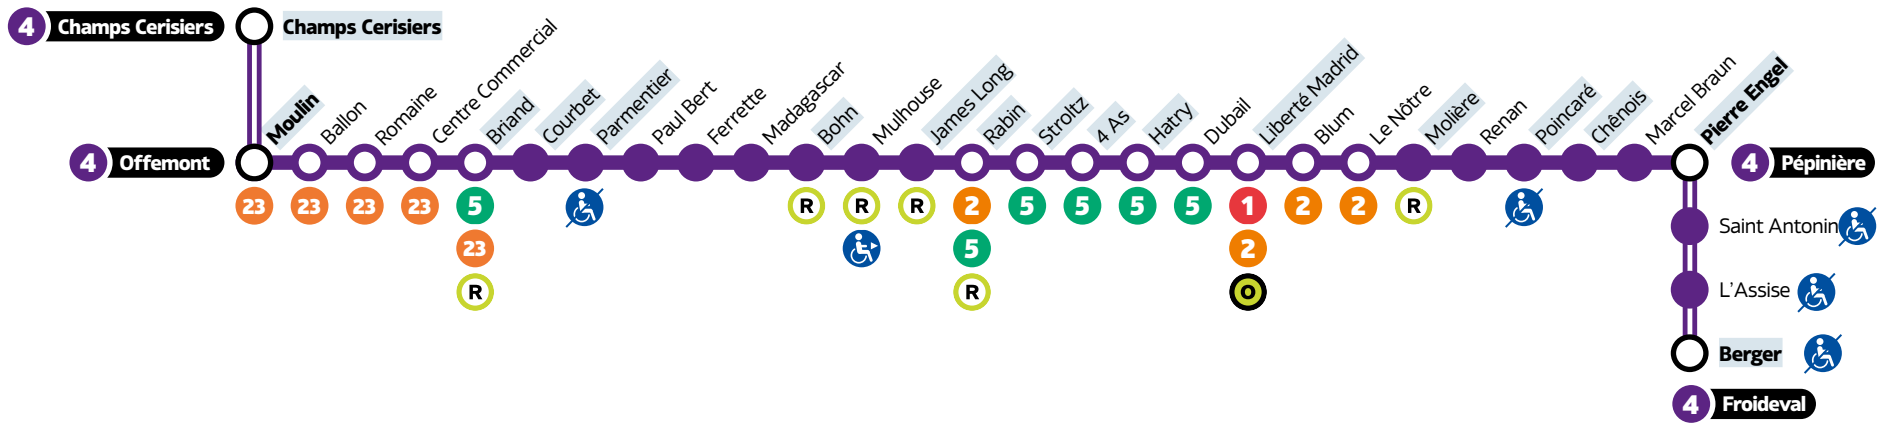 4 Champs Cerisiers
Champs Cerisiers
4 Offemont
Moulin
Ballon
Romaine
Centre Commercial
Briand
Courbet
Parmentier
Paul Bert
Ferrette
Madagascar
Bohn
Mulhouse
James Long
Rabin
Stroltz
4 As
Hatry
Dubail
Liberté Madrid
Blum
Le Nôtre
Molière
Renan
Poincaré
Chênois
Marcel Braun
Pierre Engel
4 Pépinière
23 23 23 23 5 R R R 2 5 5 5 5 1 2 2 R
23 5 2
R R O
Saint Antonin
L'Assise
Berger
4 Froideval